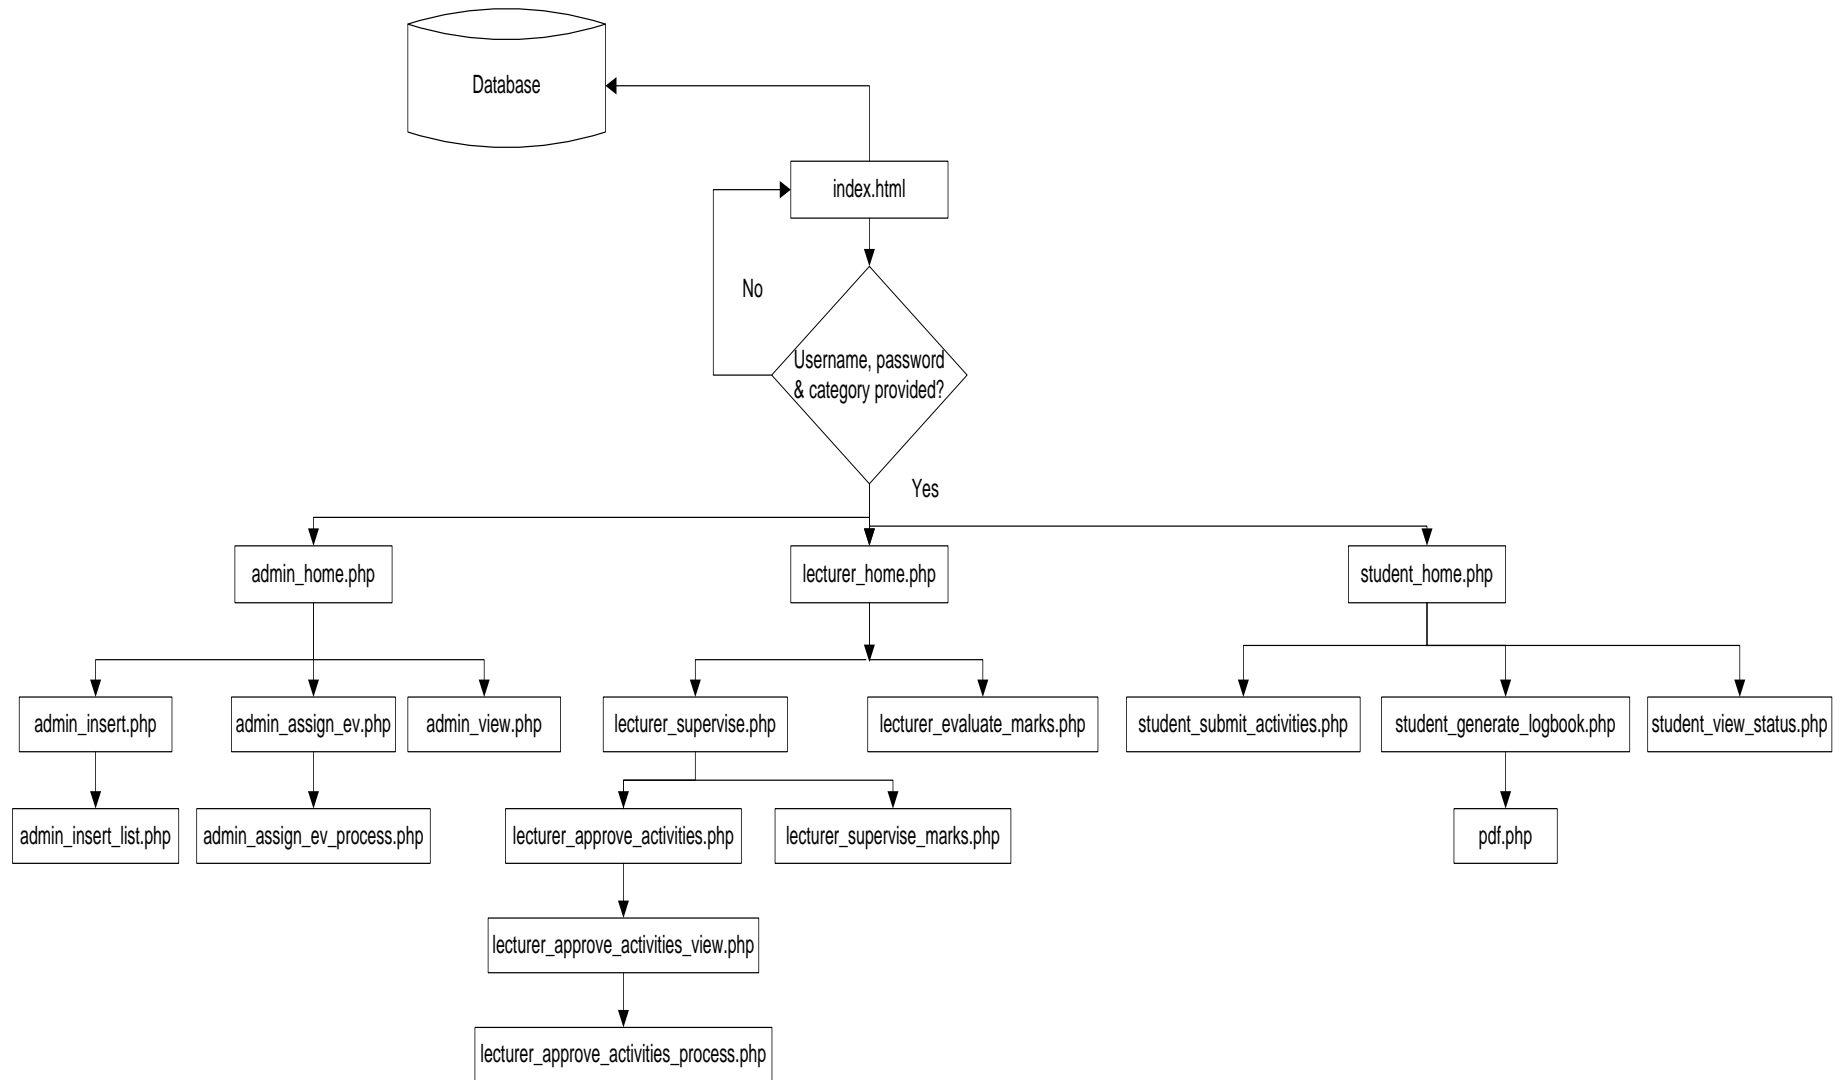 Database
index.html
No
Username, password
& category provided?
Yes
admin_home.php
lecturer_home.php
student_home.php
admin_insert.php
admin_assign_ev.php
admin_view.php
lecturer_supervise.php
lecturer_evaluate_marks.php
student_submit_activities.php
student_generate_logbook.php
student_view_status.php
admin_insert_list.php
admin_assign_ev_process.php
lecturer_approve_activities.php
lecturer_supervise_marks.php
pdf.php
lecturer_approve_activities_view.php
lecturer_approve_activities_process.php